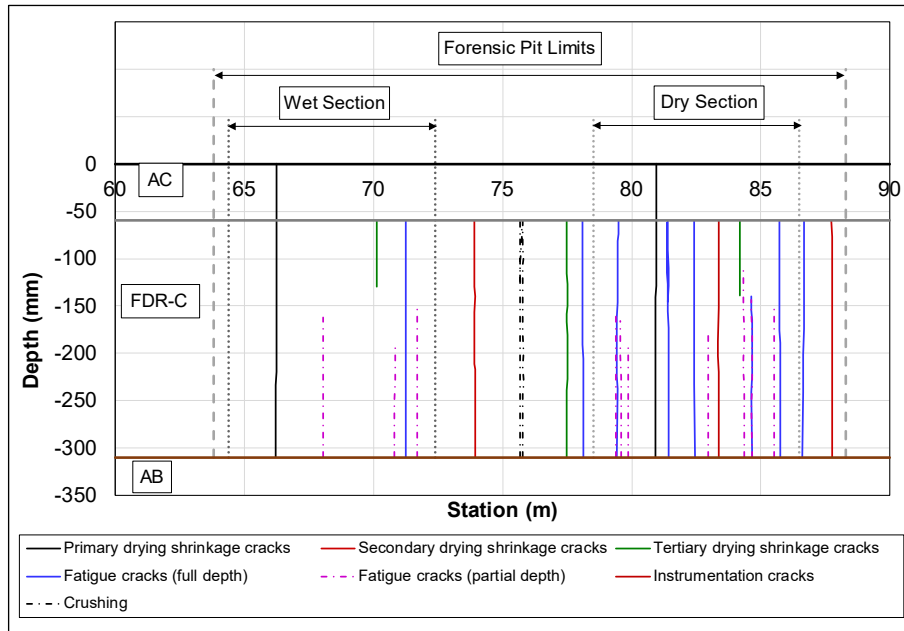 Forensic Pit Limits
Wet Section
Dry Section
0
AC
60 65 70 75 80 85 90
-50
-100
FDR-C
-150
-200
-250
-300
AB
-350
Depth (mm)
Station (m)
Primary drying shrinkage cracks
Secondary drying shrinkage cracks
Tertiary drying shrinkage cracks
Fatigue cracks (full depth)
Fatigue cracks (partial depth)
Instrumentation cracks
Crushing